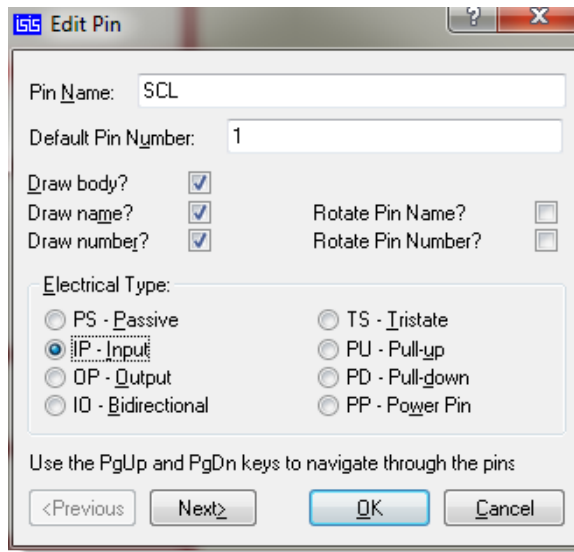 isis Edit Pin ? X
Pin Name: SCL
Default Pin Number: 1
Draw body?
Draw name? Rotate Pin Name?
Draw number? Rotate Pin Number?
Electrical Type:
PS - Passive TS - Tristate
IP - Input PU - Pull-up
OP - Output PD - Pull-down
IO - Bidirectional PP - Power Pin
Use the PgUp and PgDn keys to navigate through the pins
<Previous Next> OK Cancel